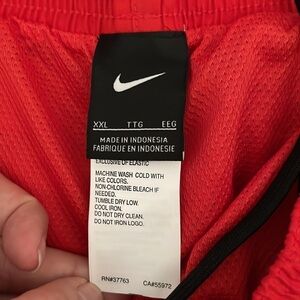 XXL TTG EEG
MADE IN INDONESIA
FABRIQUE EN INDONESIE
EXCLUSIVE OF ELASTIC
MACHINE WASH COLD WITH
LIKE COLORS.
NON-CHLORINE BLEACH IF
NEEDED.
TUMBLE DRY LOW.
COOL IRON.
DO NOT DRY CLEAN.
DO NOT IRON LOGO.
RN#37763 CA#55972